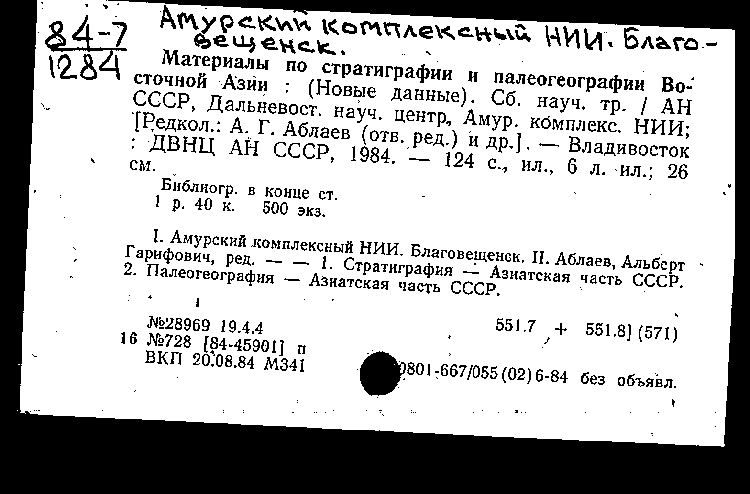 84-7
1284
Амурский комплексный НИИ. Благо-
вещенск.
Материалы по стратиграфии и палеогеографии Во-
сточной Азии : (Новые данные). Сб. науч. тр. / АН
СССР, Дальневост. науч. центр, Амур. комплекс. НИИ;
[Редкол.: А. Г. Аблаев (отв. ред.) и др.]. — Владивосток
: ДВНЦ АН СССР, 1984. — 124 с., ил., 6 л. ил.; 26
см.
Библиогр. в конце ст.
1 р. 40 к. 500 экз.
I. Амурский комплексный НИИ. Благовещенск. II. Аблаев, Альберт
Гарифович, ред. — — 1. Стратиграфия — Азиатская часть СССР.
2. Палеогеография — Азиатская часть СССР.
№28969 19.4.4
551.7 + 551.8](571)
16 №728 [84-45901] п
ВКП 20.08.84 М341
0801-667/055(02)6-84 без объявл.